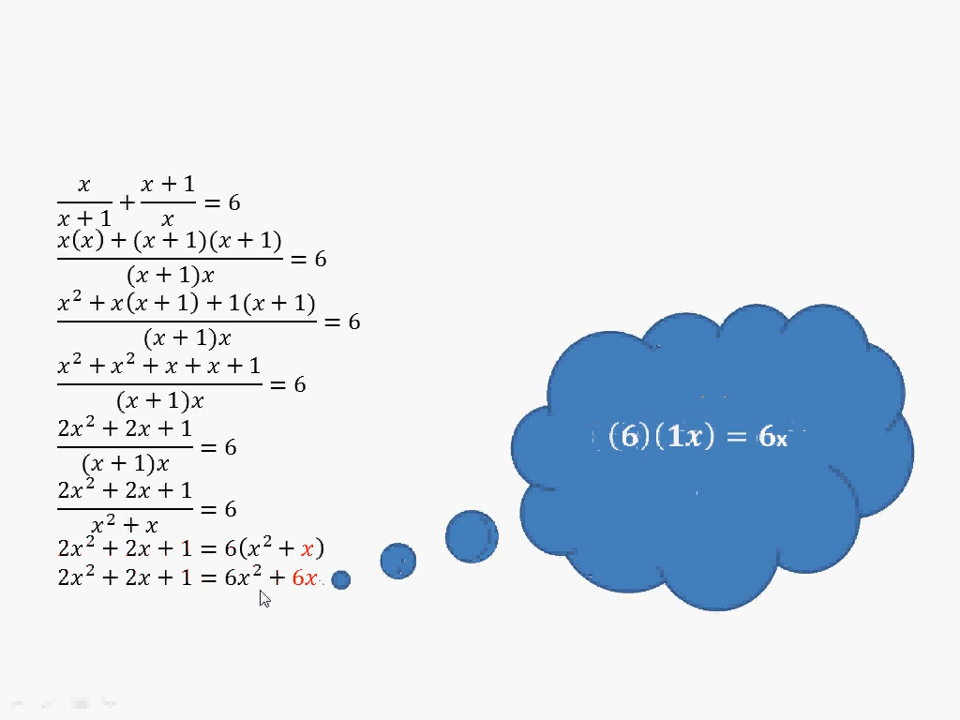 x/(x + 1) + (x + 1)/x = 6
(x(x) + (x + 1)(x + 1))/((x + 1)x) = 6
(x² + x(x + 1) + 1(x + 1))/((x + 1)x) = 6
(x² + x² + x + x + 1)/((x + 1)x) = 6
(2x² + 2x + 1)/((x + 1)x) = 6
(2x² + 2x + 1)/(x² + x) = 6
2x² + 2x + 1 = 6(x² + x)
2x² + 2x + 1 = 6x² + 6x
(6)(1x) = 6x